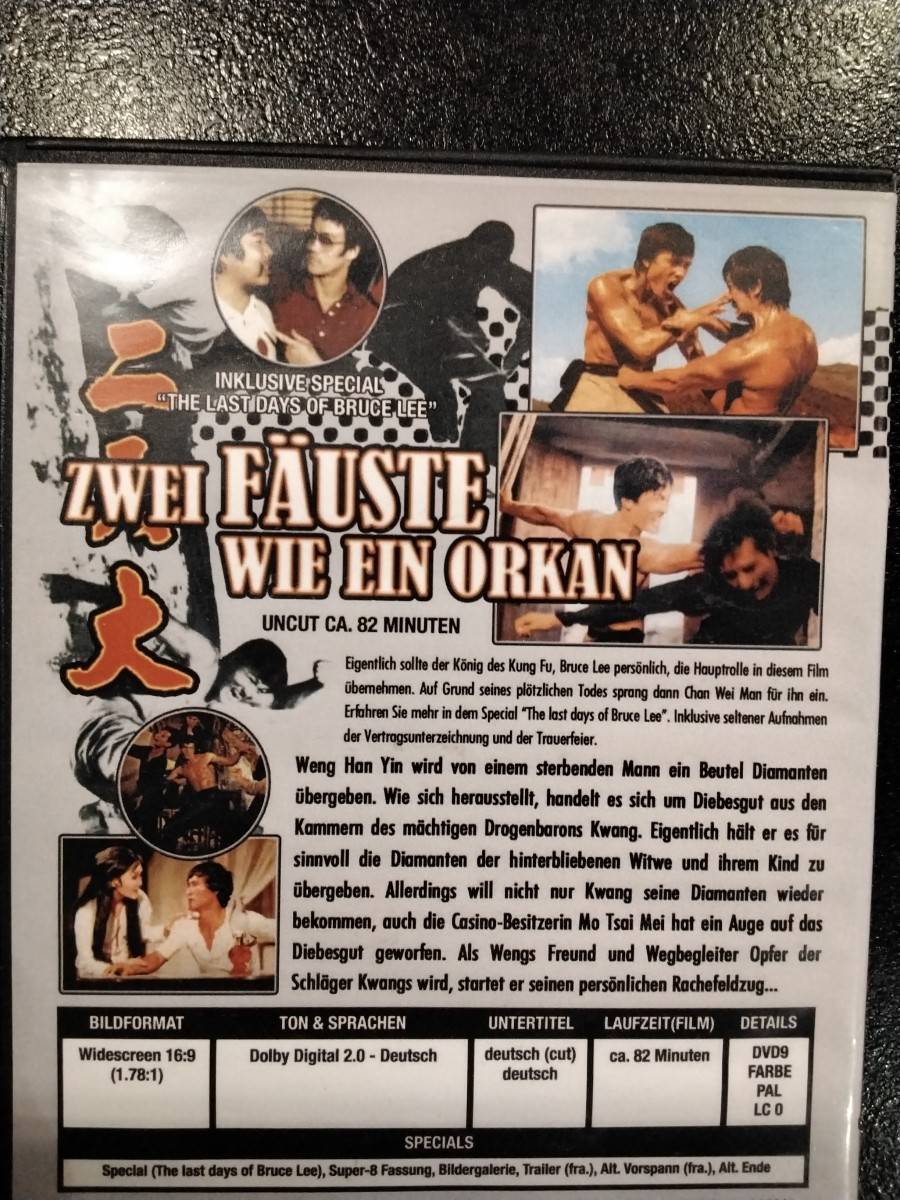 INKLUSIVE SPECIAL
"THE LAST DAYS OF BRUCE LEE"
ZWEI FÄUSTE
WIE EIN ORKAN
UNCUT CA. 82 MINUTEN
Eigentlich sollte der König des Kung Fu, Bruce Lee persönlich, die Hauptrolle in diesem Film
übernehmen. Auf Grund seines plötzlichen Todes sprang dann Chan Wei Man für ihn ein.
Erfahren Sie mehr in dem Special "The last days of Bruce Lee". Inklusive seltener Aufnahmen
der Vertragsunterzeichnung und der Trauerfeier.
Weng Han Yin wird von einem sterbenden Mann ein Beutel Diamanten
übergeben. Wie sich herausstellt, handelt es sich um Diebesgut aus den
Kammern des mächtigen Drogenbarons Kwang. Eigentlich hält er es für
sinnvoll die Diamanten der hinterbliebenen Witwe und ihrem Kind zu
übergeben. Allerdings will nicht nur Kwang seine Diamanten wieder
bekommen, auch die Casino-Besitzerin Mo Tsai Mei hat ein Auge auf das
Diebesgut geworfen. Als Wengs Freund und Wegbegleiter Opfer der
Schläger Kwangs wird, startet er seinen persönlichen Rachefeldzug...
BILDFORMAT TON & SPRACHEN UNTERTITEL LAUFZEIT(FILM) DETAILS
Widescreen 16:9 Dolby Digital 2.0 - Deutsch deutsch (cut) ca. 82 Minuten DVD9
(1.78:1) deutsch FARBE
PAL
LC 0
SPECIALS
Special (The last days of Bruce Lee), Super-8 Fassung, Bildergalerie, Trailer (fra.), Alt. Vorspann (fra.), Alt. Ende